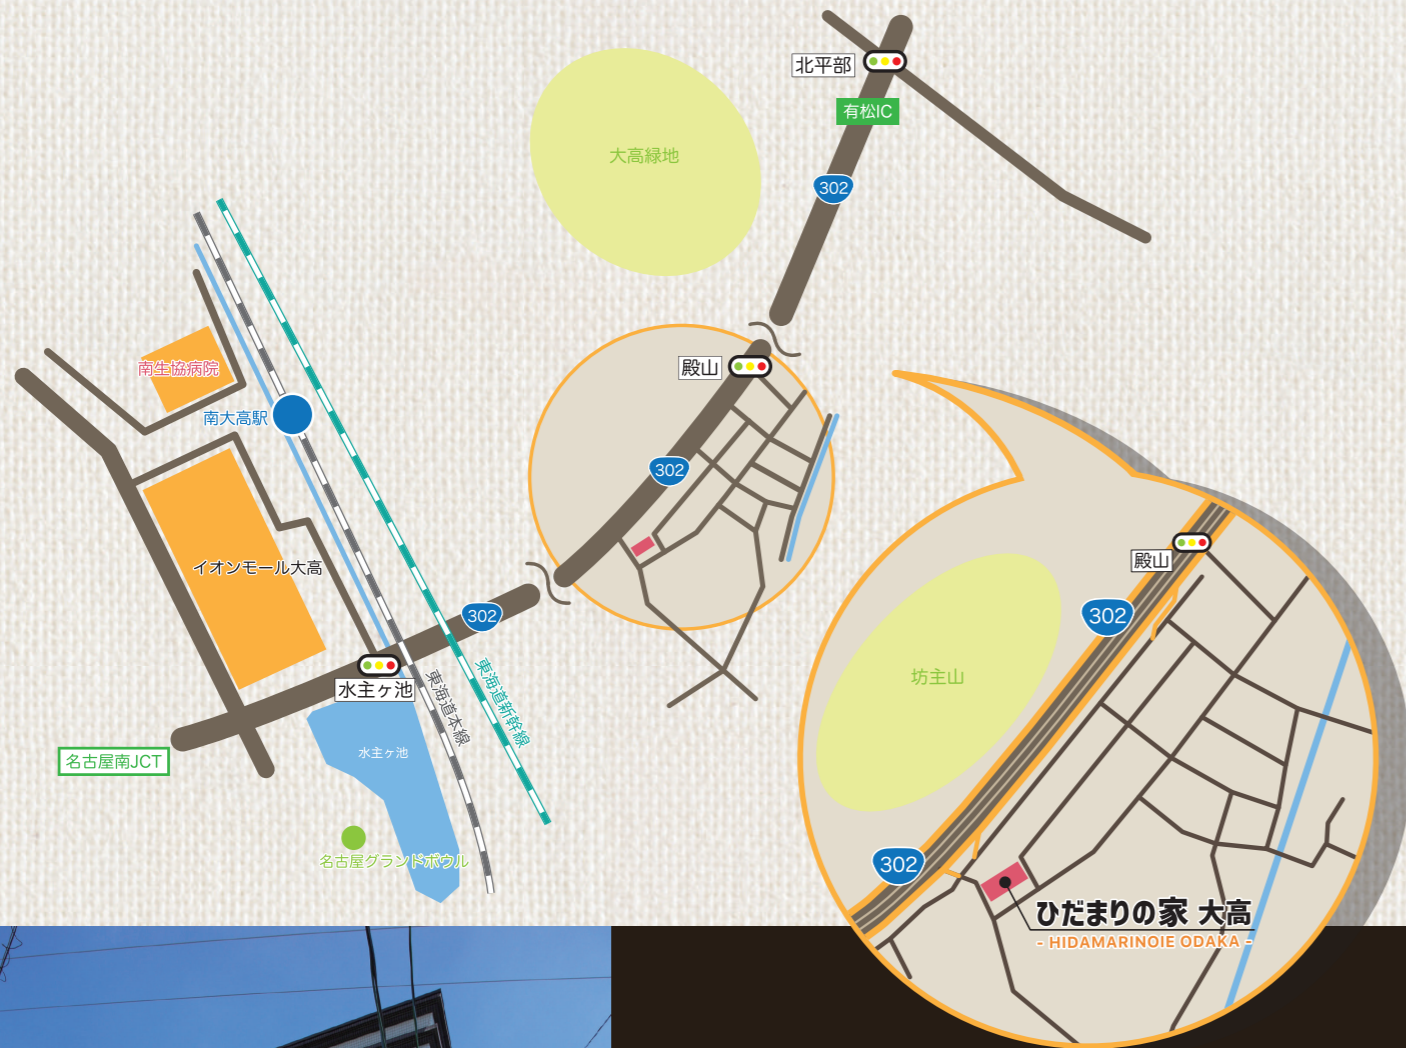 北平部
有松IC
大高緑地
302
南生協病院
南大高駅
殿山
302
イオンモール大高
302
水主ヶ池
東海道本線
東海道新幹線
名古屋南JCT
水主ヶ池
名古屋グランドボウル
殿山
302
坊主山
302
ひだまりの家 大高
- HIDAMARINOIE ODAKA -